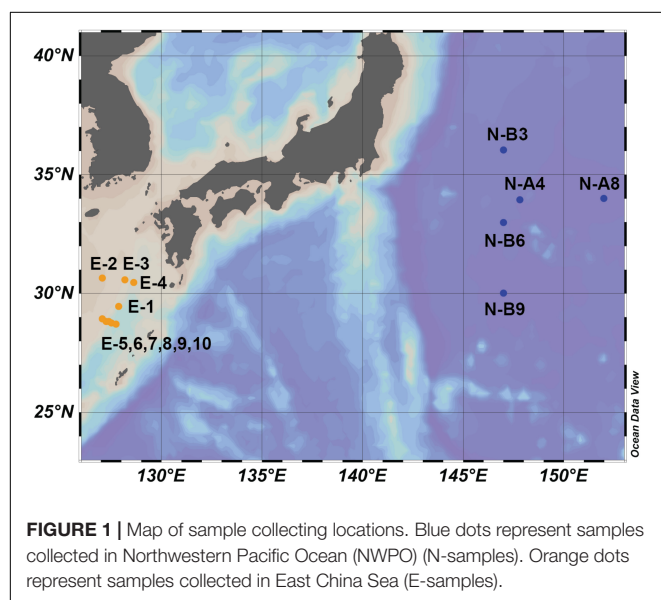 40°N
N-B3
35°N
N-A4 N-A8
N-B6
E-2 E-3
E-4
30°N
E-1
N-B9
E-5,6,7,8,9,10
25°N
Ocean Data View
130°E 135°E 140°E 145°E 150°E
FIGURE 1 | Map of sample collecting locations. Blue dots represent samples
collected in Northwestern Pacific Ocean (NWPO) (N-samples). Orange dots
represent samples collected in East China Sea (E-samples).